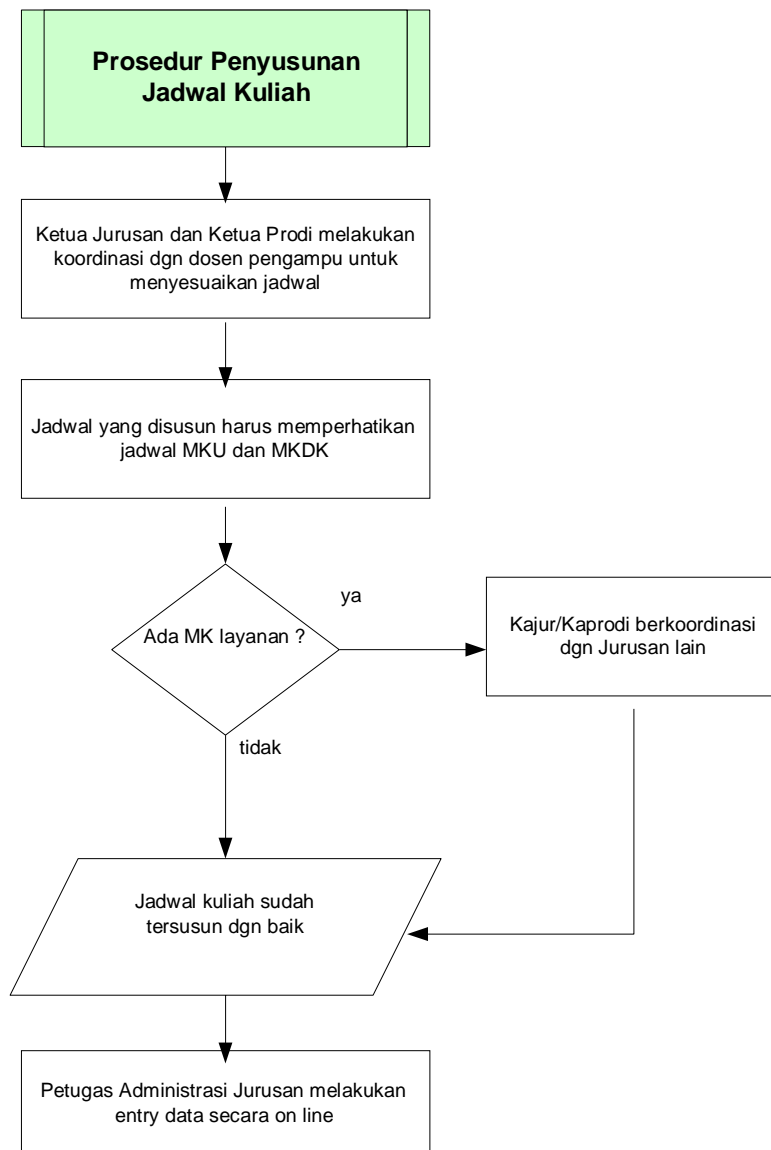 Prosedur Penyusunan
Jadwal Kuliah
Ketua Jurusan dan Ketua Prodi melakukan
koordinasi dgn dosen pengampu untuk
menyesuaikan jadwal
Jadwal yang disusun harus memperhatikan
jadwal MKU dan MKDK
Ada MK layanan ?
ya
Kajur/Kaprodi berkoordinasi
dgn Jurusan lain
tidak
Jadwal kuliah sudah
tersusun dgn baik
Petugas Administrasi Jurusan melakukan
entry data secara on line